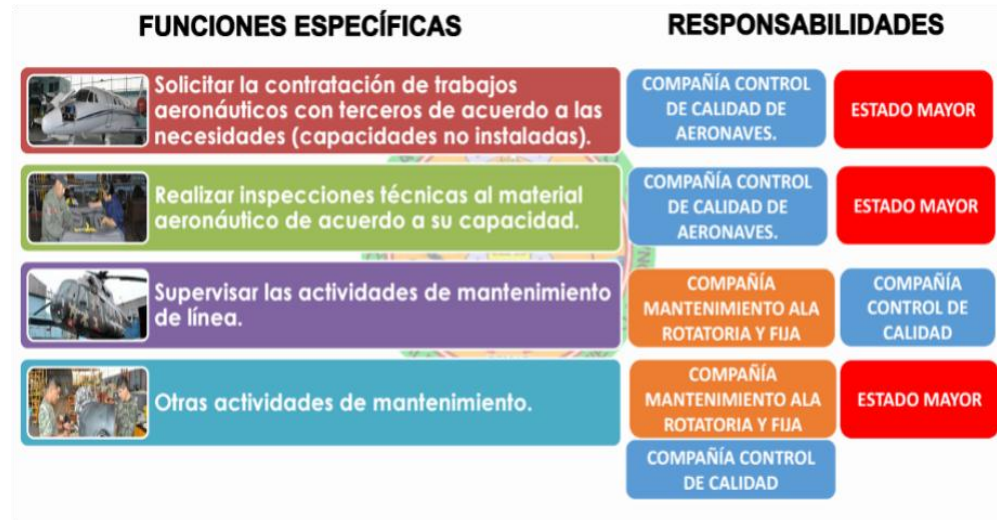 FUNCIONES ESPECÍFICAS
RESPONSABILIDADES
Solicitar la contratación de trabajos
aeronáuticos con terceros de acuerdo a las
necesidades (capacidades no instaladas).
COMPAÑÍA CONTROL
DE CALIDAD DE
AERONAVES.
ESTADO MAYOR
Realizar inspecciones técnicas al material
aeronáutico de acuerdo a su capacidad.
COMPAÑÍA CONTROL
DE CALIDAD DE
AERONAVES.
ESTADO MAYOR
Supervisar las actividades de mantenimiento
de línea.
COMPAÑÍA
MANTENIMIENTO ALA
ROTATORIA Y FIJA
COMPAÑÍA
CONTROL DE
CALIDAD
Otras actividades de mantenimiento.
COMPAÑÍA
MANTENIMIENTO ALA
ROTATORIA Y FIJA
ESTADO MAYOR
COMPAÑÍA CONTROL
DE CALIDAD